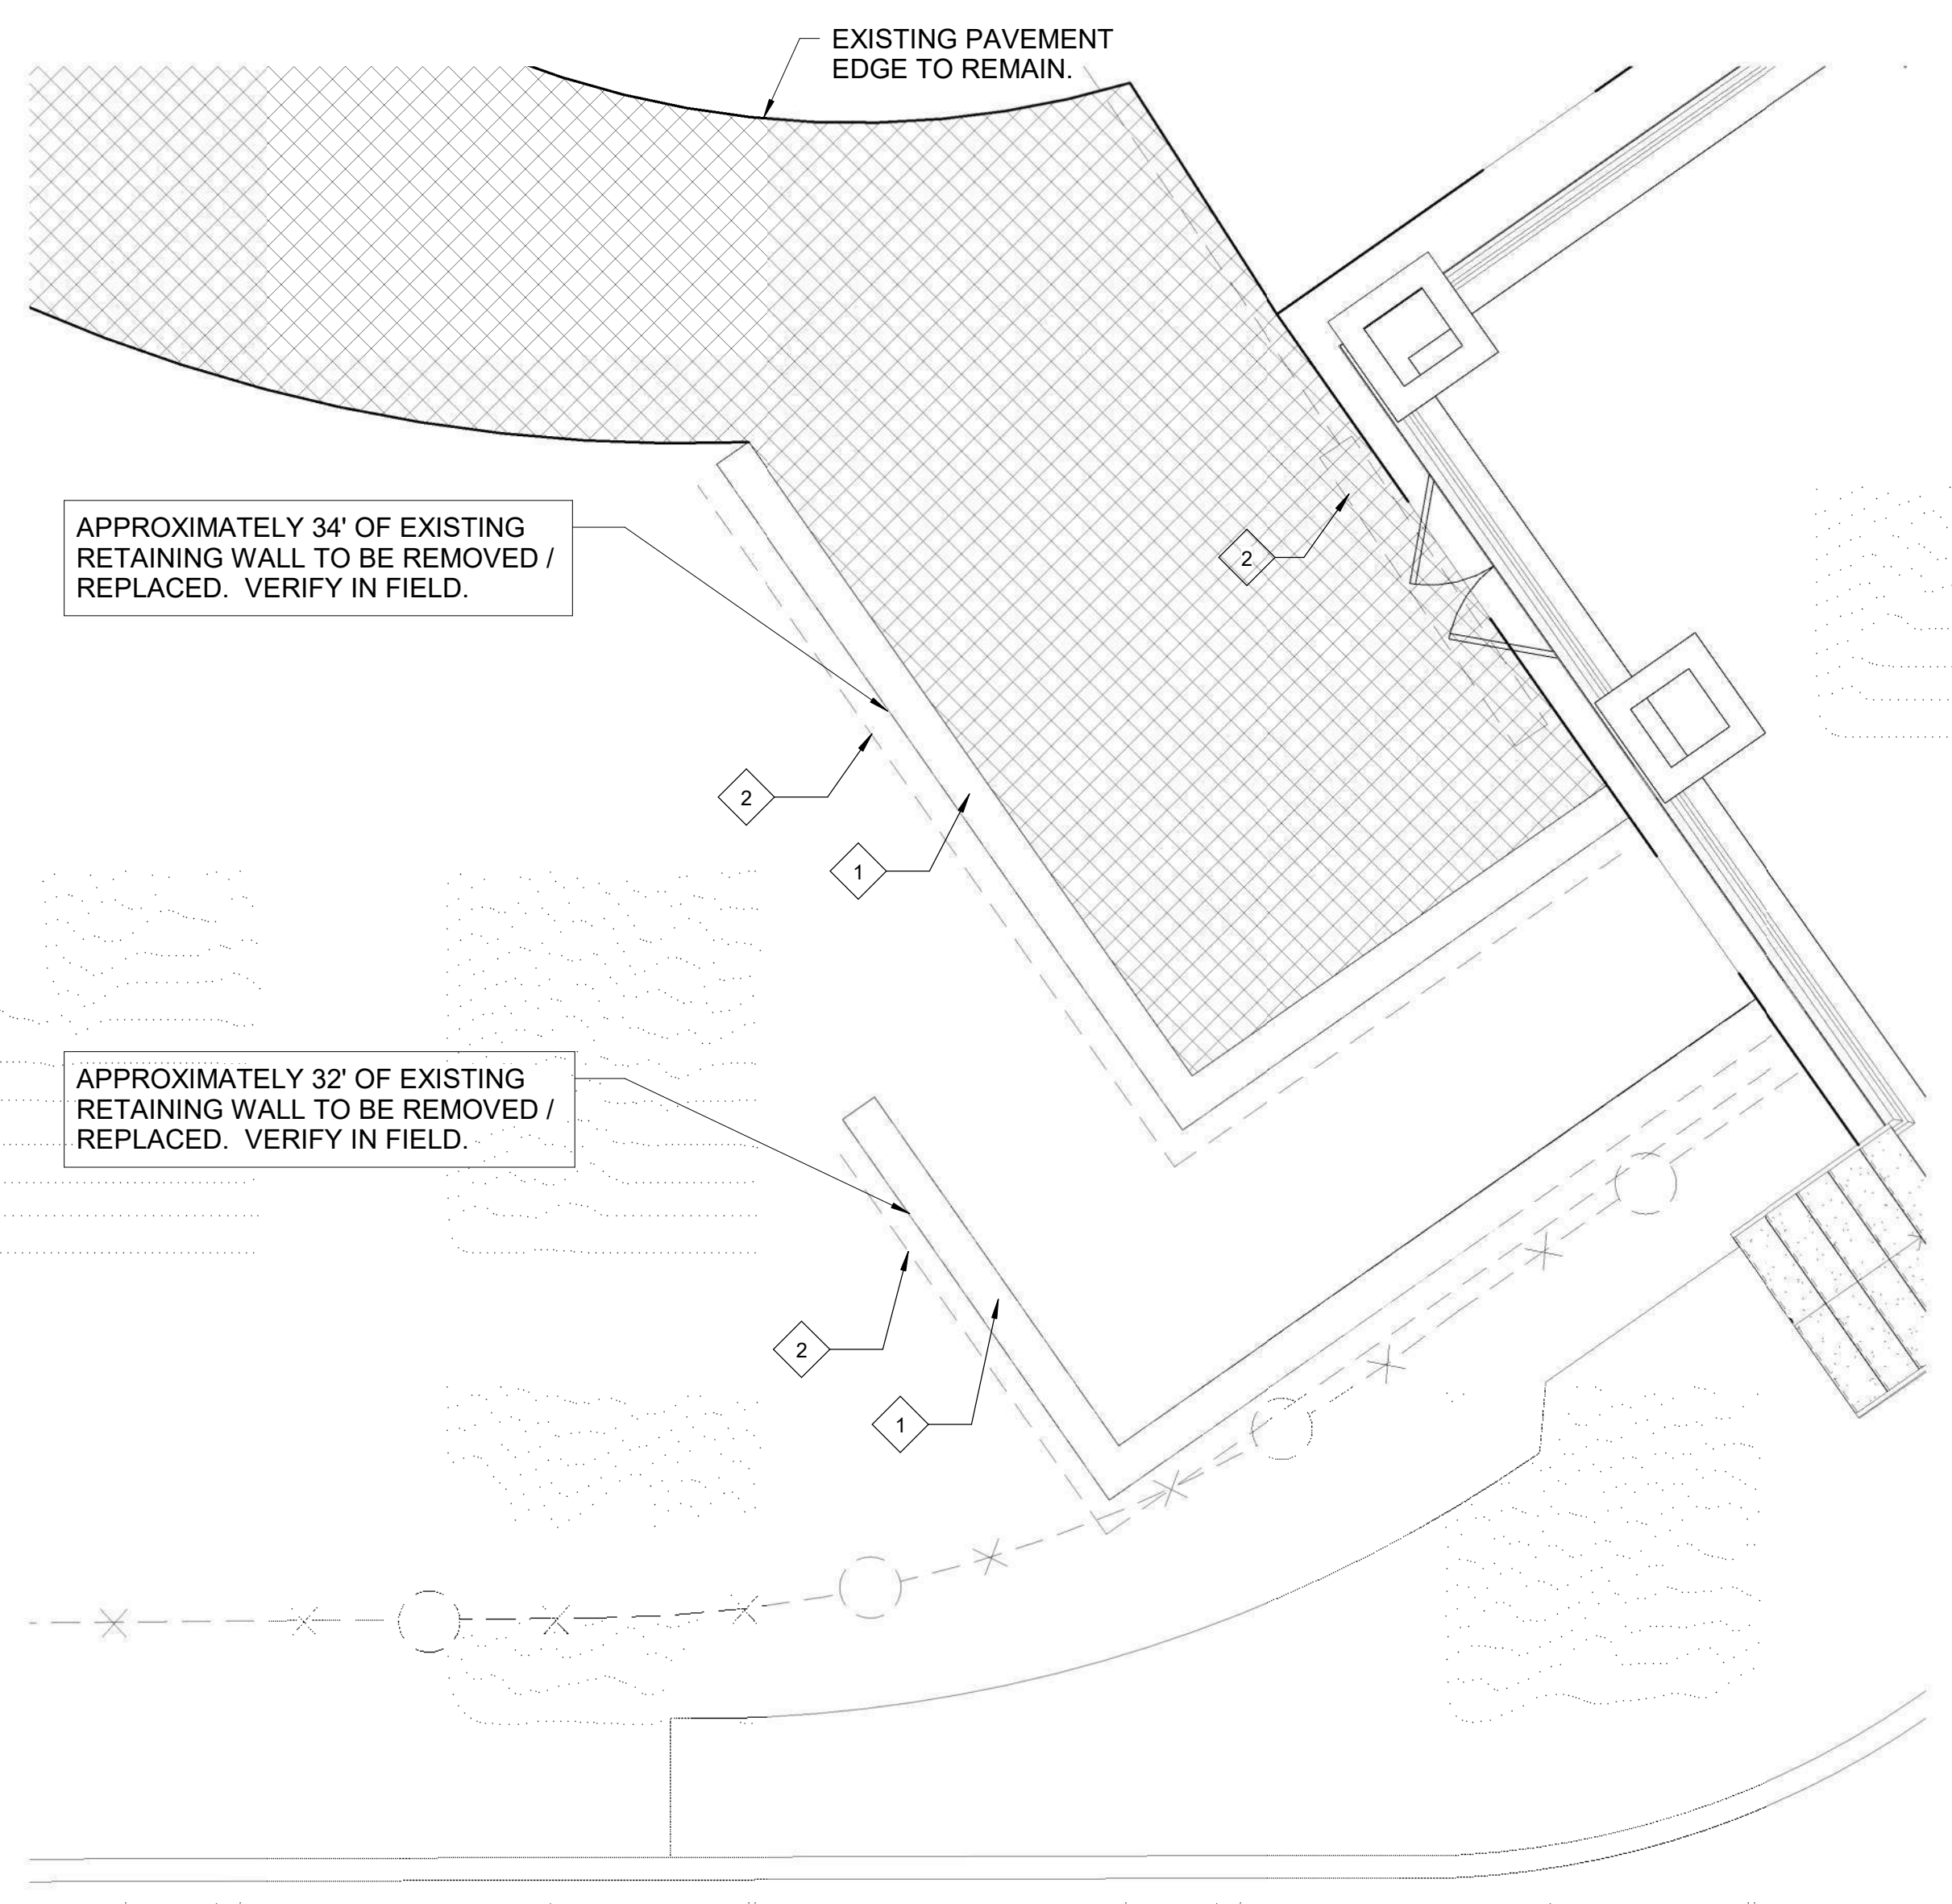 EXISTING PAVEMENT
EDGE TO REMAIN.
APPROXIMATELY 34' OF EXISTING
RETAINING WALL TO BE REMOVED /
REPLACED. VERIFY IN FIELD.
2
2
1
APPROXIMATELY 32' OF EXISTING
RETAINING WALL TO BE REMOVED /
REPLACED. VERIFY IN FIELD.
2
1